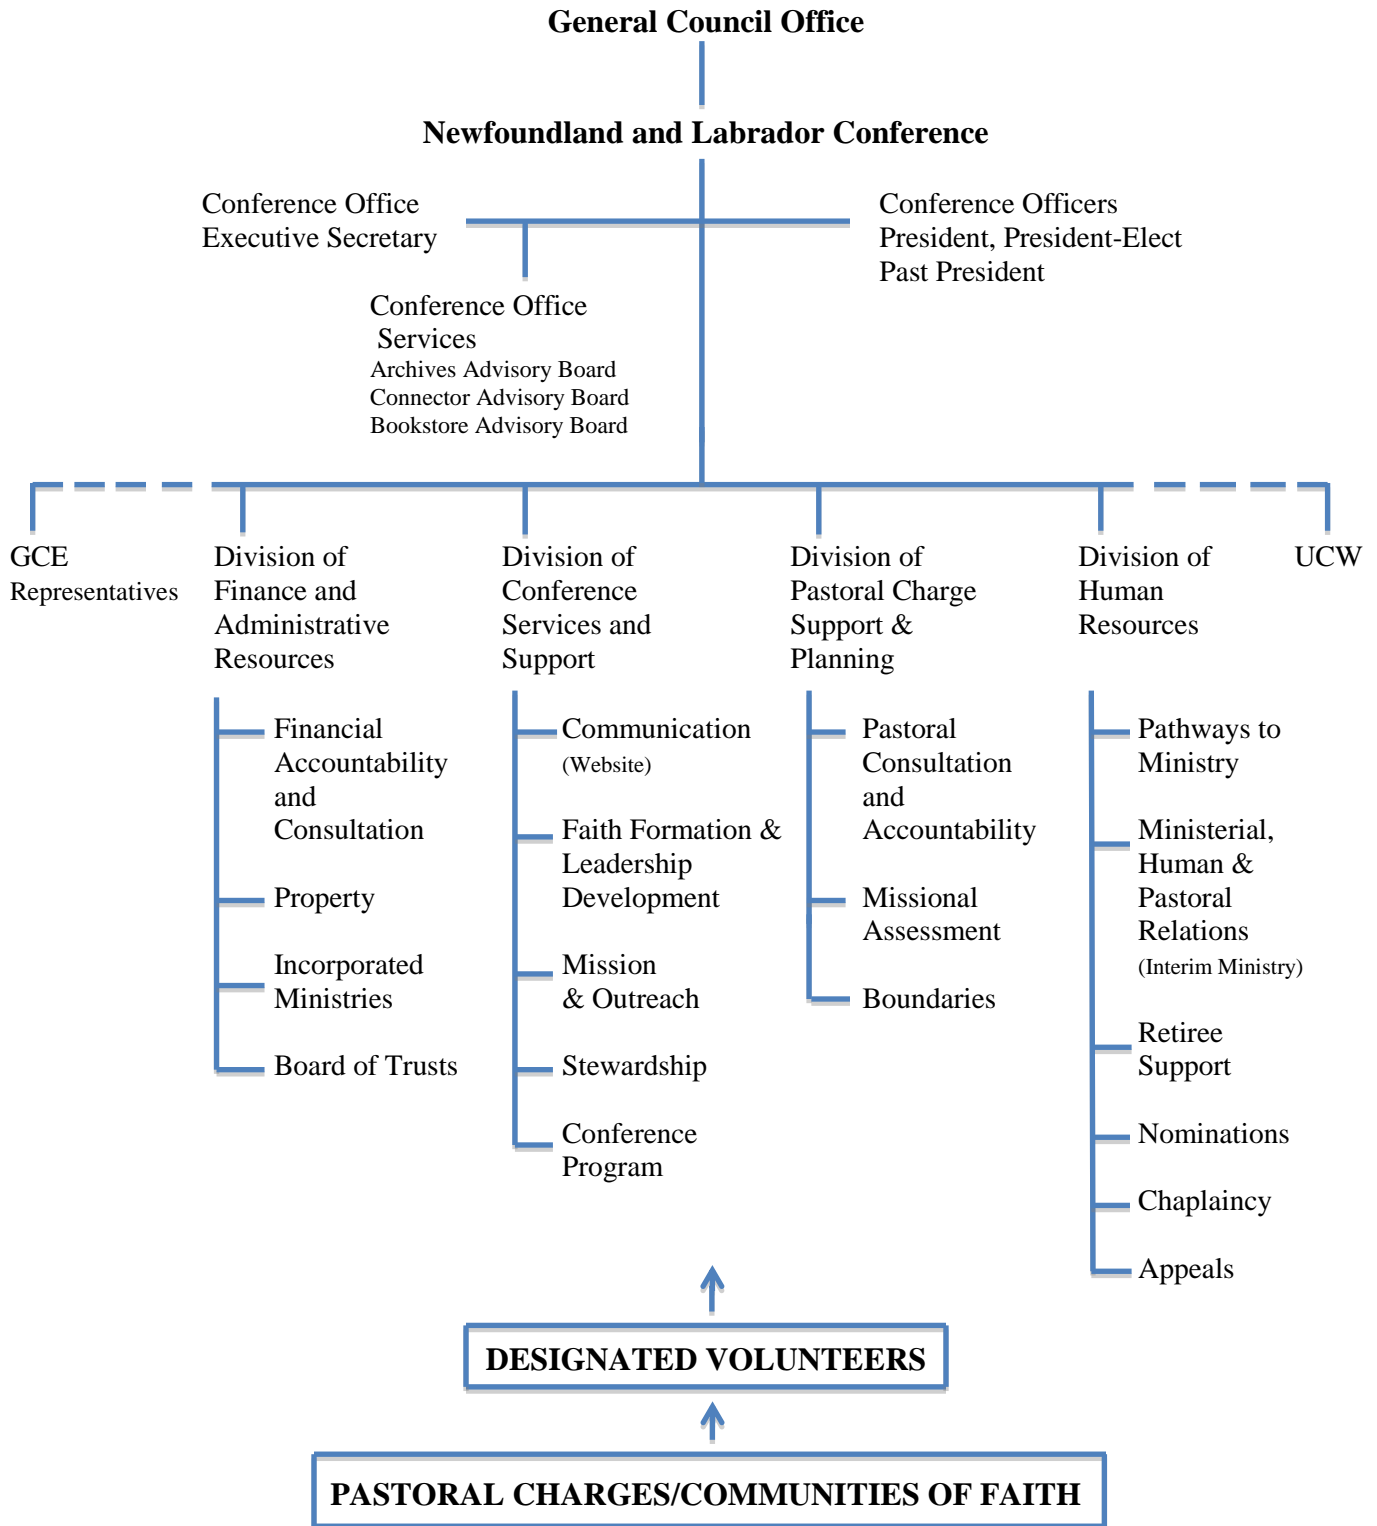 General Council Office
Newfoundland and Labrador Conference
Conference Office
Executive Secretary
Conference Officers
President, President-Elect
Past President
Conference Office
Services
Archives Advisory Board
Connector Advisory Board
Bookstore Advisory Board
GCE
Representatives
Division of
Finance and
Administrative
Resources
Financial
Accountability
and
Consultation
Property
Incorporated
Ministries
Board of Trusts
Division of
Conference
Services and
Support
Communication
(Website)
Faith Formation &
Leadership
Development
Mission
& Outreach
Stewardship
Conference
Program
Division of
Pastoral Charge
Support &
Planning
Pastoral
Consultation
and
Accountability
Missional
Assessment
Boundaries
Division of
Human
Resources
Pathways to
Ministry
Ministerial,
Human &
Pastoral
Relations
(Interim Ministry)
Retiree
Support
Nominations
Chaplaincy
Appeals
UCW
DESIGNATED VOLUNTEERS
PASTORAL CHARGES/COMMUNITIES OF FAITH